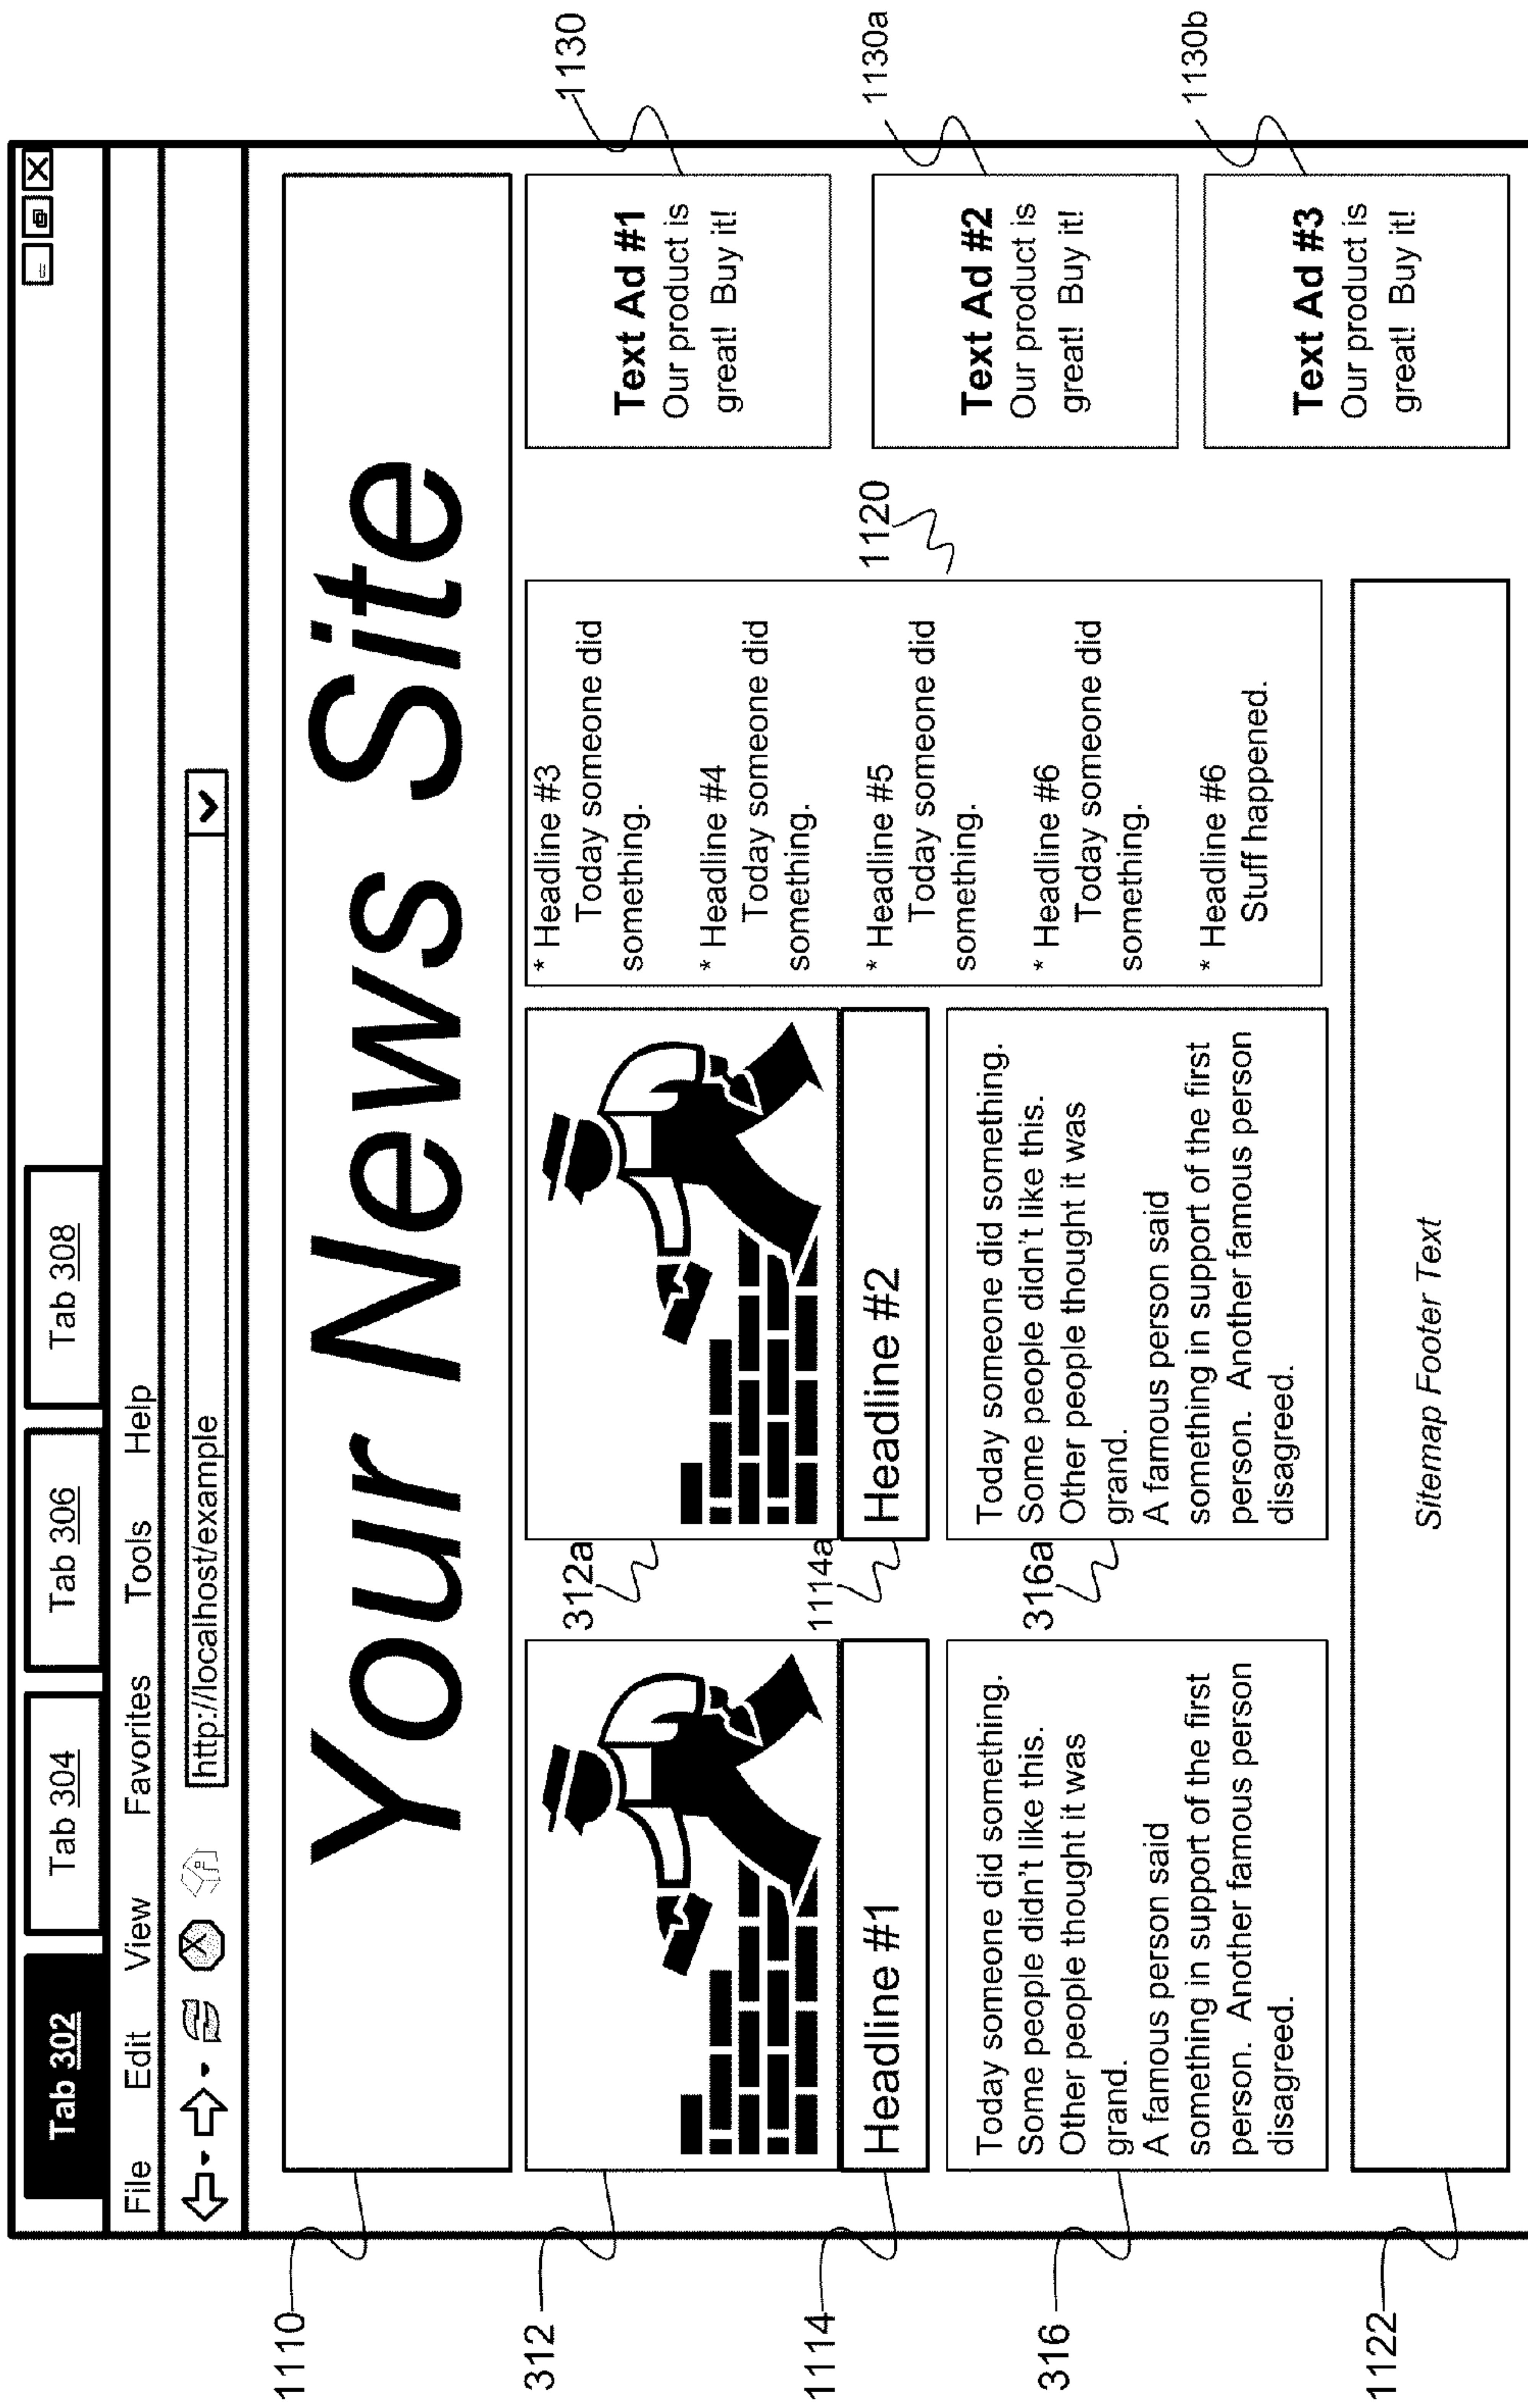 Tab 302
Tab 304
Tab 306
Tab 308
File Edit View Favorites Tools Help
http://localhost/example
1110
Your News Site
312
312a
1114
Headline #1
1114a
Headline #2
316
Today someone did something.
Some people didn't like this.
Other people thought it was
grand.
A famous person said
something in support of the first
person. Another famous person
disagreed.
316a
Today someone did something.
Some people didn't like this.
Other people thought it was
grand.
A famous person said
something in support of the first
person. Another famous person
disagreed.
* Headline #3
Today someone did
something.
* Headline #4
Today someone did
something.
* Headline #5
Today someone did
something.
* Headline #6
Today someone did
something.
* Headline #6
Stuff happened.
1120
Text Ad #1
Our product is
great! Buy it!
1130
Text Ad #2
Our product is
great! Buy it!
1130a
Text Ad #3
Our product is
great! Buy it!
1130b
1122
Sitemap Footer Text